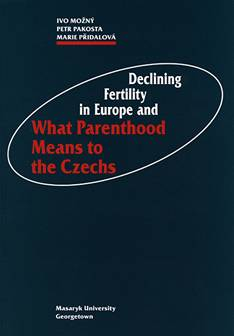 IVO MOŽNÝ
PETR PAKOSTA
MARIE PŘIDALOVÁ
Declining
Fertility
in Europe and
What Parenthood
Means to
the Czechs
Masaryk University
Georgetown